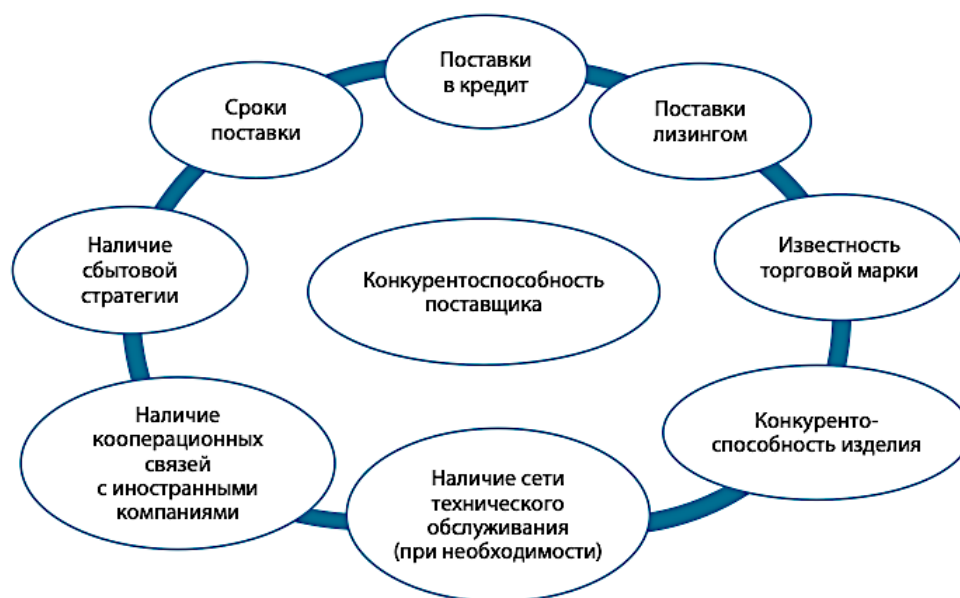 Поставки
в кредит
Поставки
лизингом
Известность
торговой марки
Конкуренто-
способность изделия
Наличие сети
технического
обслуживания
(при необходимости)
Наличие
кооперационных
связей
с иностранными
компаниями
Наличие
сбытовой
стратегии
Сроки
поставки
Конкурентоспособность
поставщика